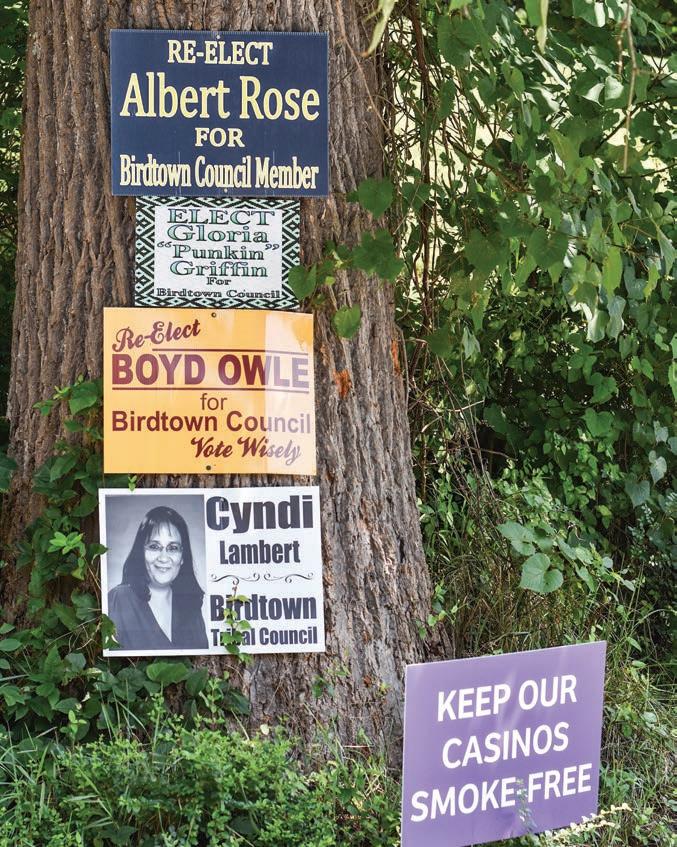 RE-ELECT
Albert Rose
FOR
Birdtown Council Member
ELECT
Gloria
"Punkin"
Griffin
For
Birdtown Council
Re-Elect
BOYD OWLE
for
Birdtown Council
Vote Wisely
Cyndi
Lambert
Birdtown
Tribal Council
KEEP OUR
CASINOS
SMOKE-FREE